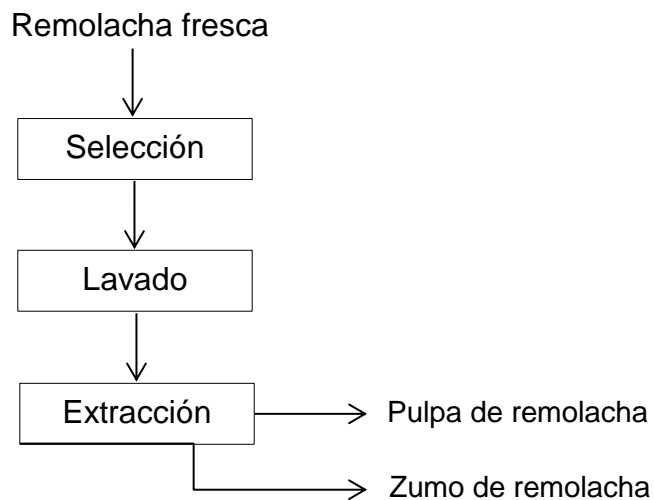 Remolacha fresca
Selección
Lavado
Extracción
Pulpa de remolacha
Zumo de remolacha